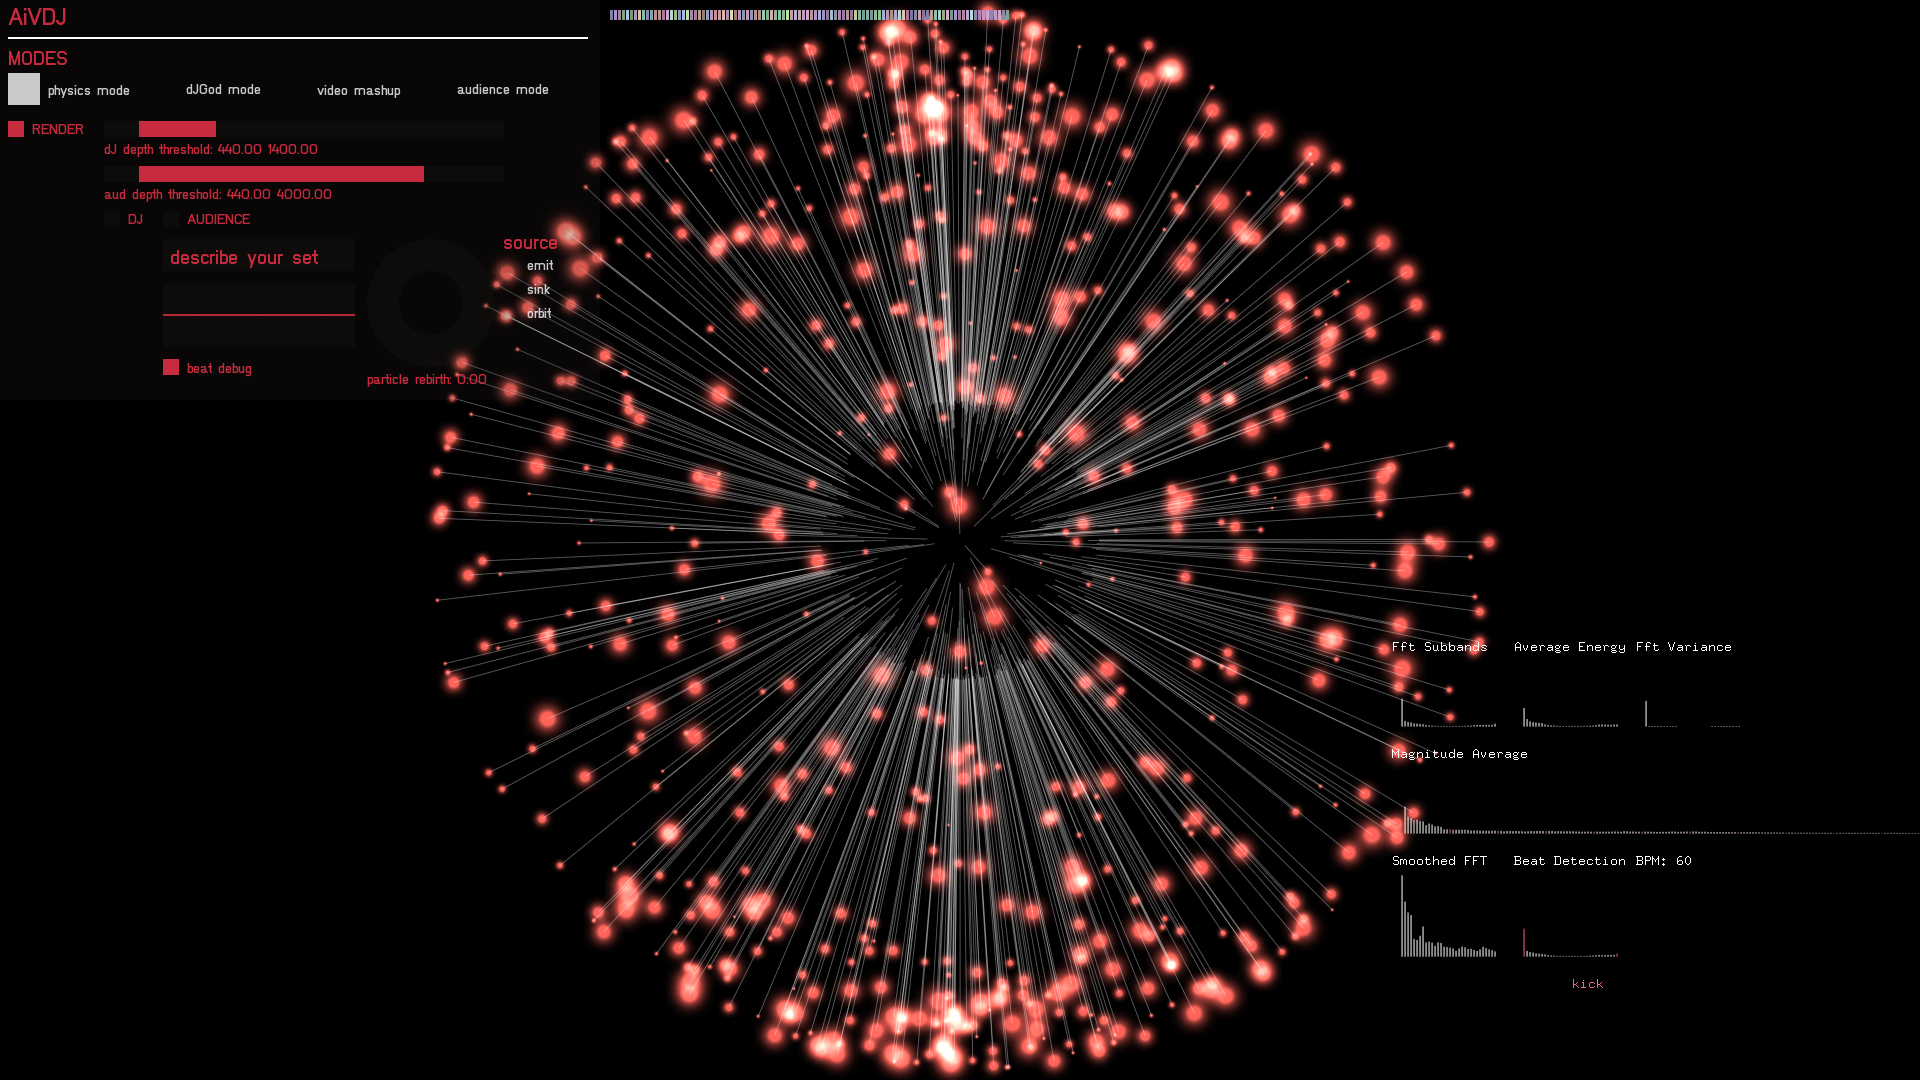 AiVDJ
MODES
physics mode dJGod mode video mashup audience mode
RENDER
dJ depth threshold: 440.00 1400.00
aud depth threshold: 440.00 4000.00
DJ AUDIENCE
describe your set
source
emit
sink
orbit
beat debug
particle rebirth: 0.00
Fft Subbands Average Energy Fft Variance
Magnitude Average
Smoothed FFT Beat Detection BPM: 60
kick